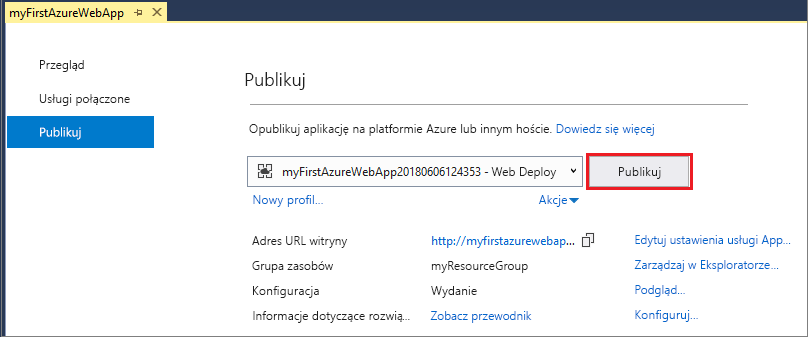 myFirstAzureWebApp
Przegląd
Usługi połączone
Publikuj
Publikuj
Opublikuj aplikację na platformie Azure lub innym hoście. Dowiedz się więcej
myFirstAzureWebApp20180606124353 - Web Deploy
Publikuj
Nowy profil... Akcje
Adres URL witryny http://myfirstazurewebap... Edytuj ustawienia usługi App...
Grupa zasobów myResourceGroup Zarządzaj w Eksploratorze...
Konfiguracja Wydanie Podgląd...
Informacje dotyczące rozwią... Zobacz przewodnik Konfiguruj...